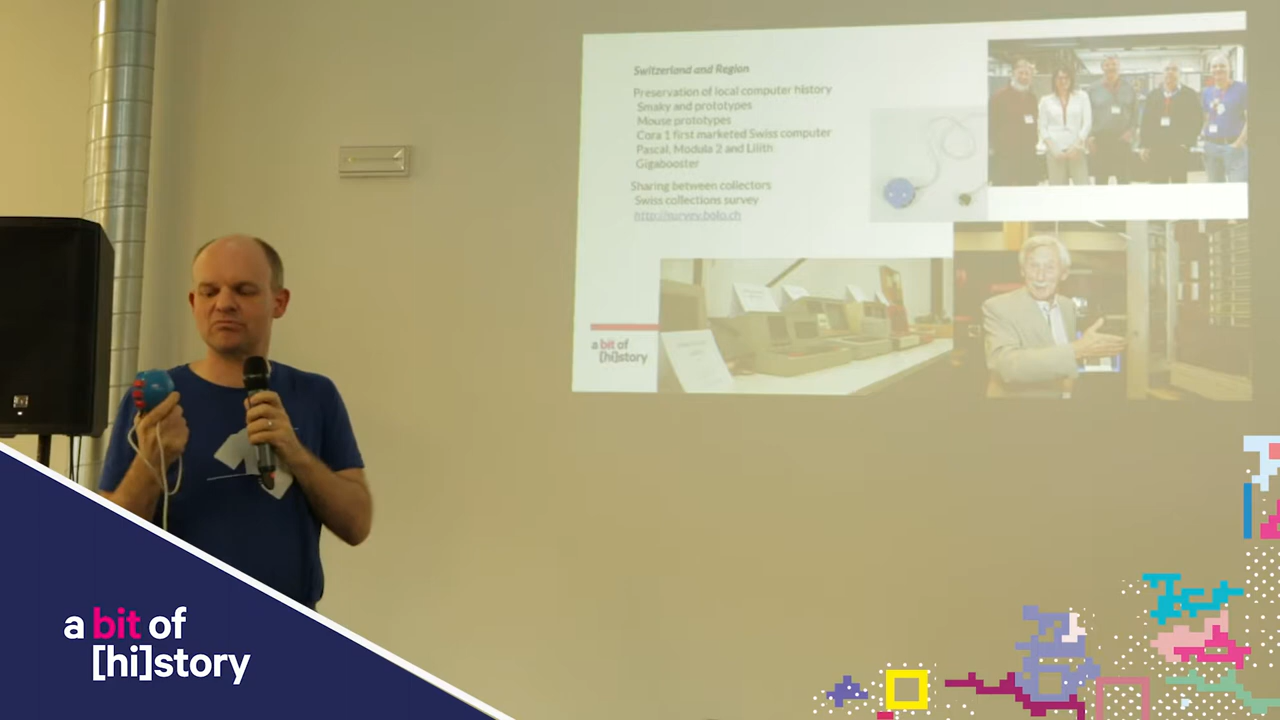 Switzerland and Region
Preservation of local computer history
Smaky and prototypes
Mouse prototypes
Cora 1 first marketed Swiss computer
Pascal, Modula 2 and Lilith
Gigabooster
Sharing between collectors
Swiss collections survey
http://survey.bolo.ch
a bit of
[hi]story
a bit of
[hi]story